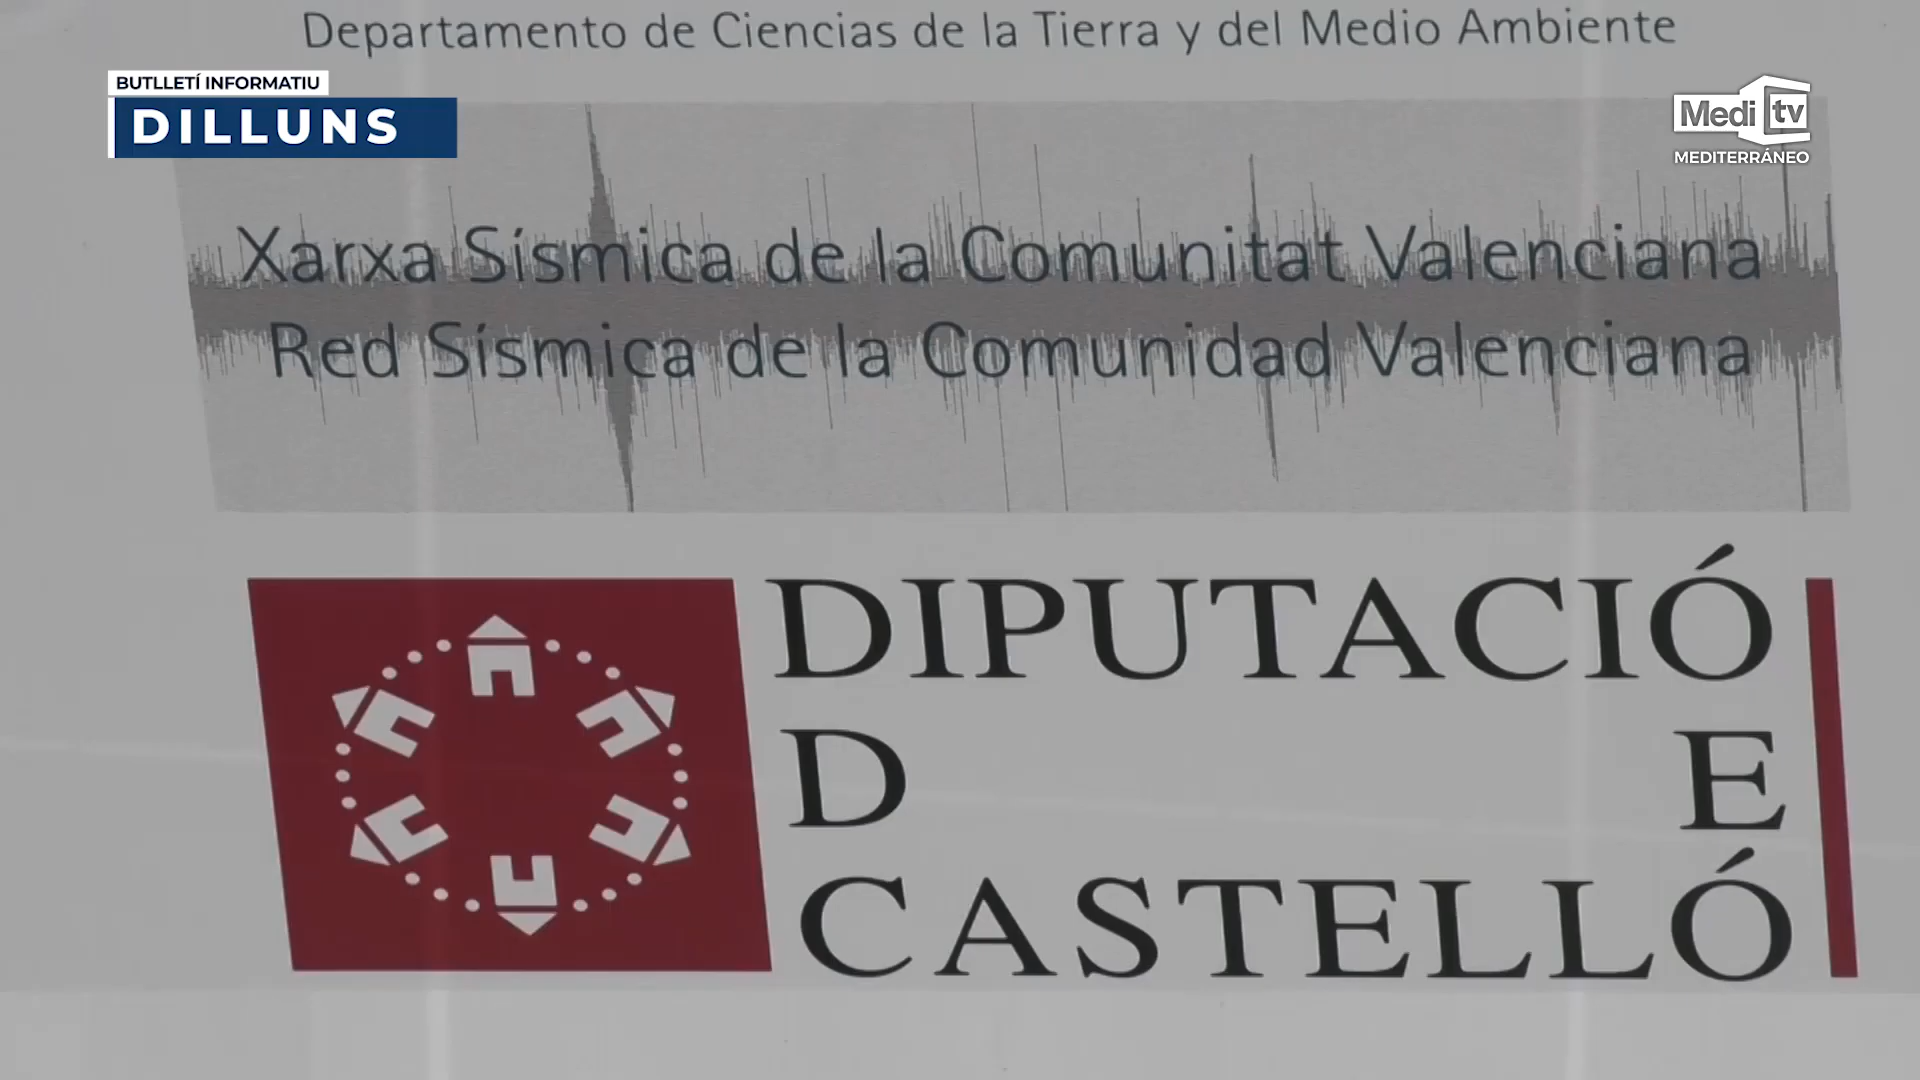 Departamento de Ciencias de la Tierra y del Medio Ambiente
BUTLLETÍ INFORMATIU
DILLUNS
Medi tv
MEDITERRÁNEO
Xarxa Sísmica de la Comunitat Valenciana
Red Sísmica de la Comunidad Valenciana
DIPUTACIÓ
D E
CASTELLÓ